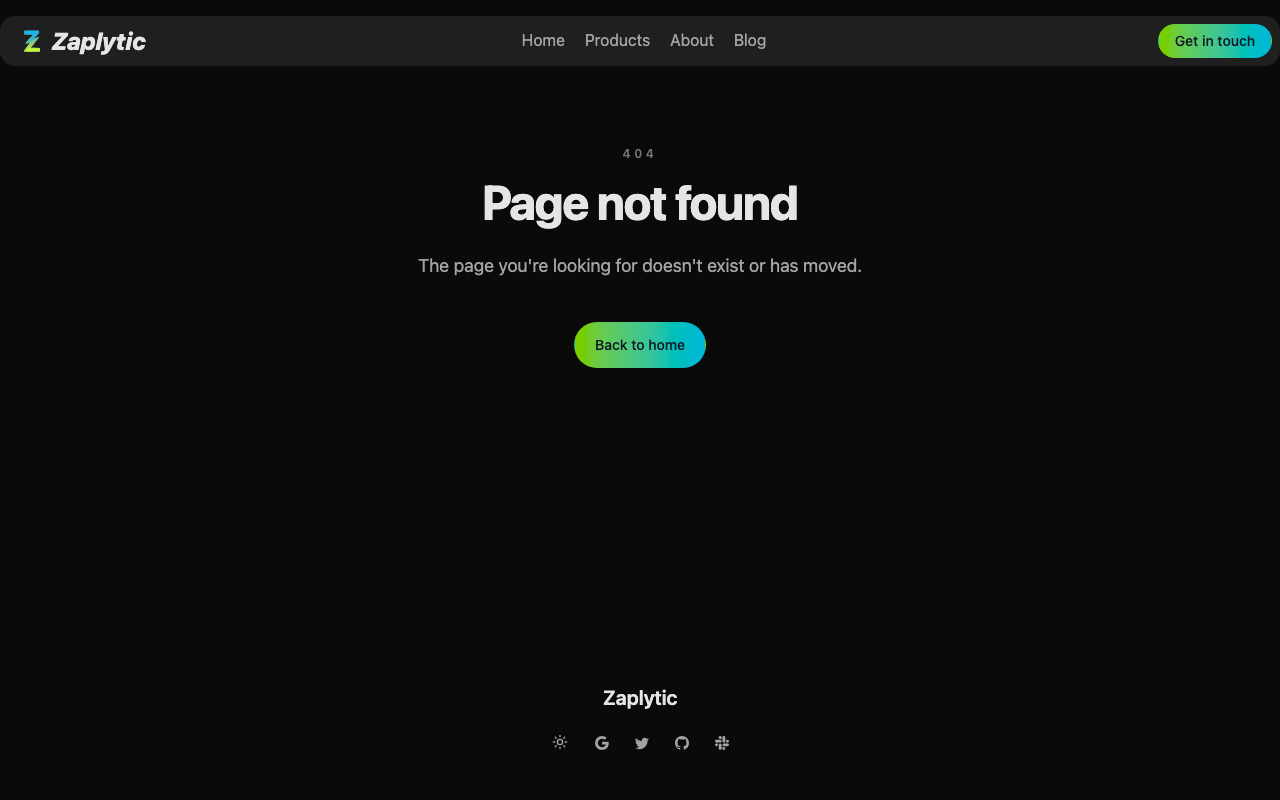 Zaplytic
Home Products About Blog
Get in touch
404
Page not found
The page you're looking for doesn't exist or has moved.
Back to home
Zaplytic